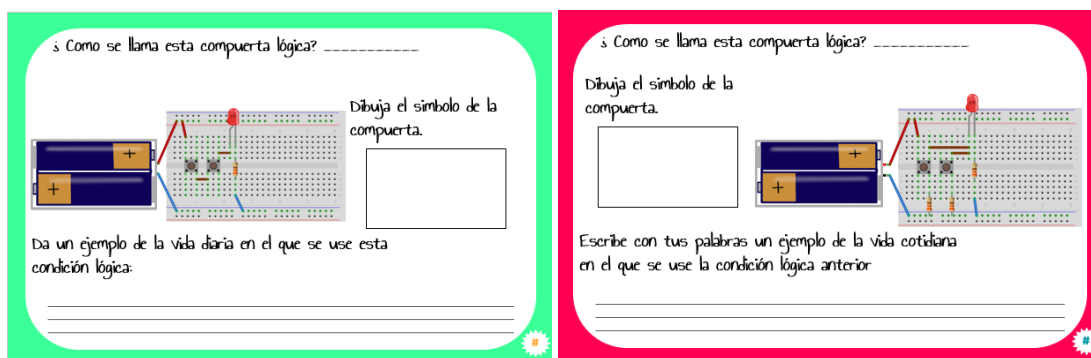 ¿ Como se llama esta compuerta lógica? ____________
Dibuja el simbolo de la
compuerta.
+
+
Da un ejemplo de la vida diaria en el que se use esta
condición lógica:
#
¿ Como se llama esta compuerta lógica? ____________
Dibuja el simbolo de la
compuerta.
+
+
Escribe con tus palabras un ejemplo de la vida cotidiana
en el que se use la condición lógica anterior
#